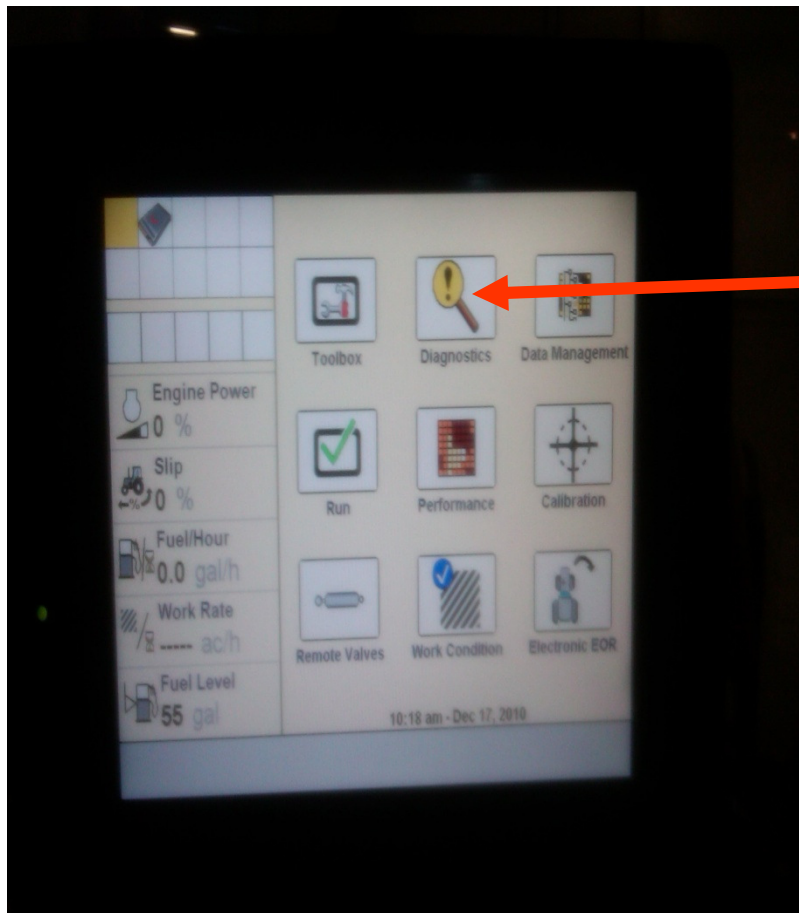 Engine Power
0 %
Slip
0 %
Fuel/Hour
0.0 gal/h
Work Rate
----- ac/h
Fuel Level
55 gal
Toolbox Diagnostics Data Management
Run Performance Calibration
Remote Valves Work Condition Electronic EOR
10:18 am - Dec 17, 2010